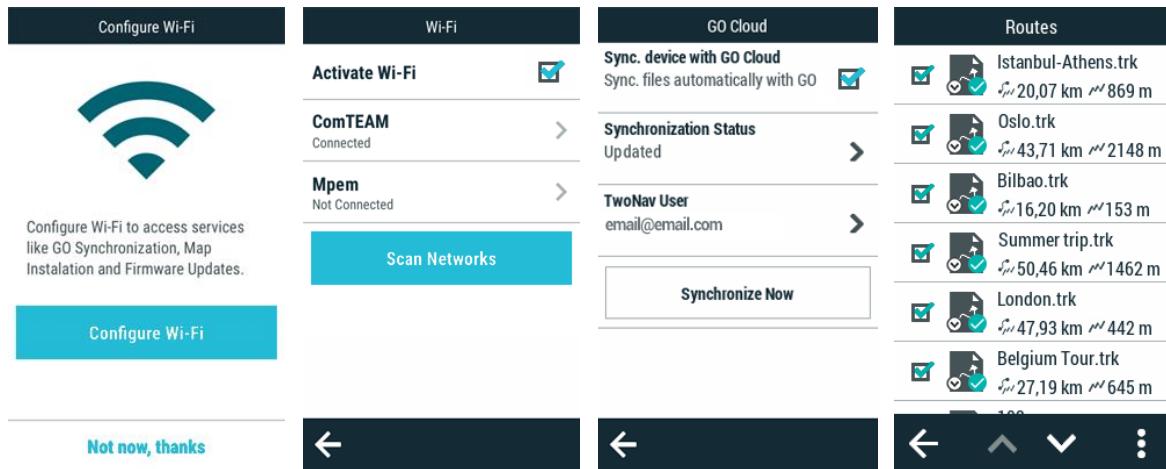 Configure Wi-Fi
Configure Wi-Fi to access services
like GO Synchronization, Map
Instalation and Firmware Updates.
Configure Wi-Fi
Not now, thanks
Wi-Fi
Activate Wi-Fi
ComTEAM
Connected
Mpem
Not Connected
Scan Networks
GO Cloud
Sync. device with GO Cloud
Sync. files automatically with GO
Synchronization Status
Updated
TwoNav User
email@email.com
Synchronize Now
Routes
Istanbul-Athens.trk
20,07 km 869 m
Oslo.trk
43,71 km 2148 m
Bilbao.trk
16,20 km 153 m
Summer trip.trk
50,46 km 1462 m
London.trk
47,93 km 442 m
Belgium Tour.trk
27,19 km 645 m